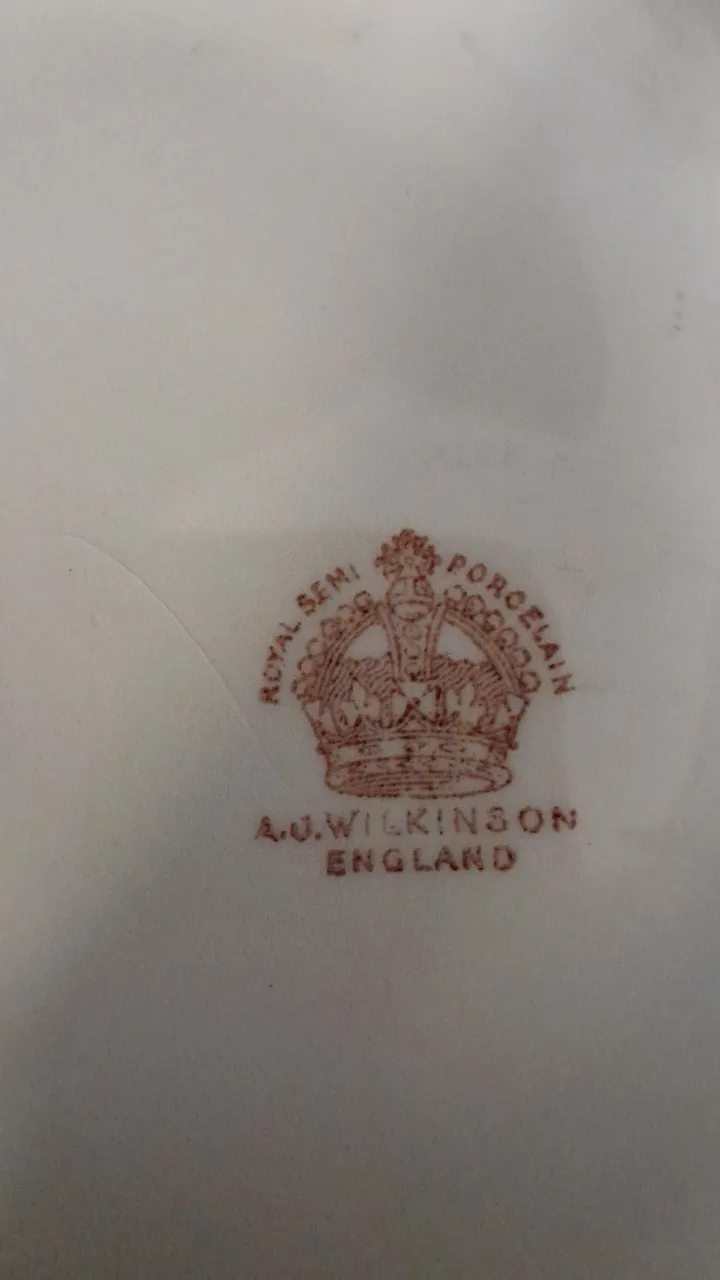 ROYAL SEMI PORCELAIN
A.J. WILKINSON
ENGLAND